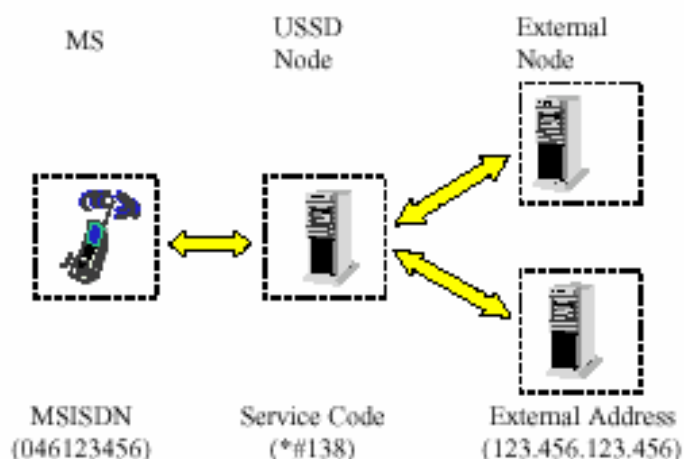 MS
USSD
Node
External
Node
MSISDN
(046123456)
Service Code
(*#138)
External Address
(123.456.123.456)